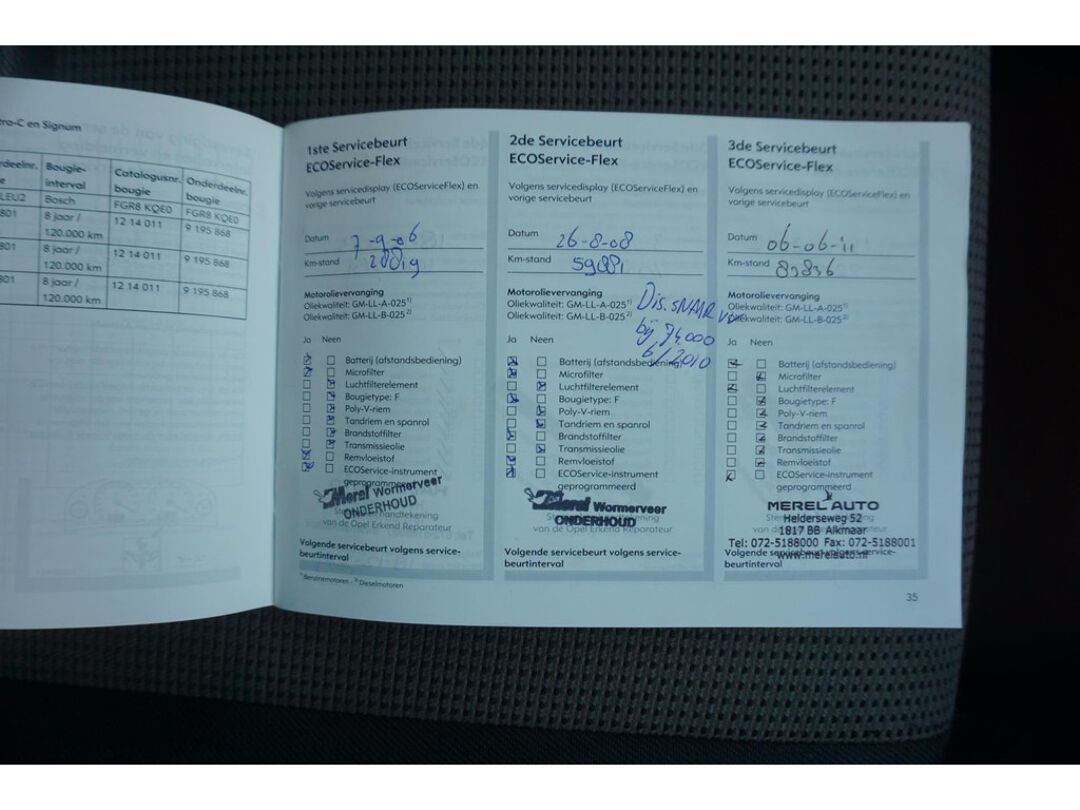 tra-C en Signum
Bougie-
interval
Catalogusnr.
bougie
Onderdeelnr.
bougie
LEU2 Bosch FGR8 KQE0 FGR8 KQE0
801 8 jaar /
120.000 km 12 14 011 9 195 868
801 8 jaar /
120.000 km 12 14 011 9 195 868
801 8 jaar /
120.000 km 12 14 011 9 195 868
1ste Servicebeurt
ECOService-Flex
Volgens servicedisplay (ECOServiceFlex) en
vorige servicebeurt
Datum 7-9-06
Km-stand 28819
Motorolievervanging
Oliekwaliteit: GM-LL-A-025 1)
Oliekwaliteit: GM-LL-B-025 2)
Ja Neen
Batterij (afstandsbediening)
Microfilter
Luchtfilterelement
Bougietype: F
Poly-V-riem
Tandriem en spanrol
Brandstoffilter
Transmissieolie
Remvloeistof
ECOService-instrument
geprogrammeerd
Merel Wormerveer
ONDERHOUD
van de Opel Erkend Reparateur
Volgende servicebeurt volgens service-
beurtinterval
1) Benzinemotoren - 2) Dieselmotoren
2de Servicebeurt
ECOService-Flex
Volgens servicedisplay (ECOServiceFlex) en
vorige servicebeurt
Datum 26-8-08
Km-stand 59881
Motorolievervanging
Oliekwaliteit: GM-LL-A-025 1)
Oliekwaliteit: GM-LL-B-025 2)
Dis. SNAAR
bij 74.000
6/2010
Ja Neen
Batterij (afstandsbediening)
Microfilter
Luchtfilterelement
Bougietype: F
Poly-V-riem
Tandriem en spanrol
Brandstoffilter
Transmissieolie
Remvloeistof
ECOService-instrument
geprogrammeerd
Merel Wormerveer
ONDERHOUD
van de Opel Erkend Reparateur
Volgende servicebeurt volgens service-
beurtinterval
3de Servicebeurt
ECOService-Flex
Volgens servicedisplay (ECOServiceFlex) en
vorige servicebeurt
Datum 06-06-'11
Km-stand 83836
Motorolievervanging
Oliekwaliteit: GM-LL-A-025 1)
Oliekwaliteit: GM-LL-B-025 2)
Ja Neen
Batterij (afstandsbediening)
Microfilter
Luchtfilterelement
Bougietype: F
Poly-V-riem
Tandriem en spanrol
Brandstoffilter
Transmissieolie
Remvloeistof
ECOService-instrument
geprogrammeerd
MEREL AUTO
Helderseweg 52
1817 BB Alkmaar
Tel: 072-5188000 Fax: 072-5188001
www.merelauto.nl
Volgende servicebeurt volgens service-
beurtinterval
35